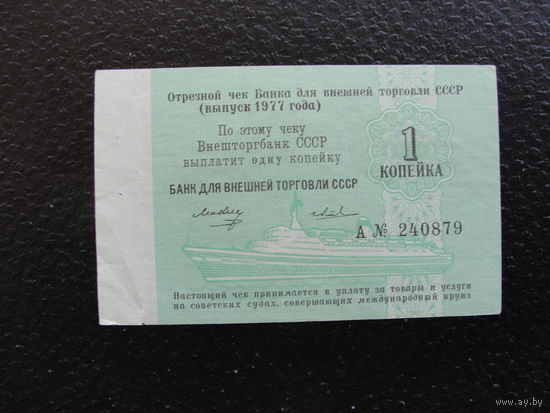 Отрезной чек Банка для внешней торговли СССР
(выпуск 1977 года)
По этому чеку
Внешторгбанк СССР
выплатит одну копейку
1
КОПЕЙКА
БАНК ДЛЯ ВНЕШНЕЙ ТОРГОВЛИ СССР
А № 240879
Настоящий чек принимается в уплату за товары и услуги
на советских судах, совершающих международный круиз
www.ay.by